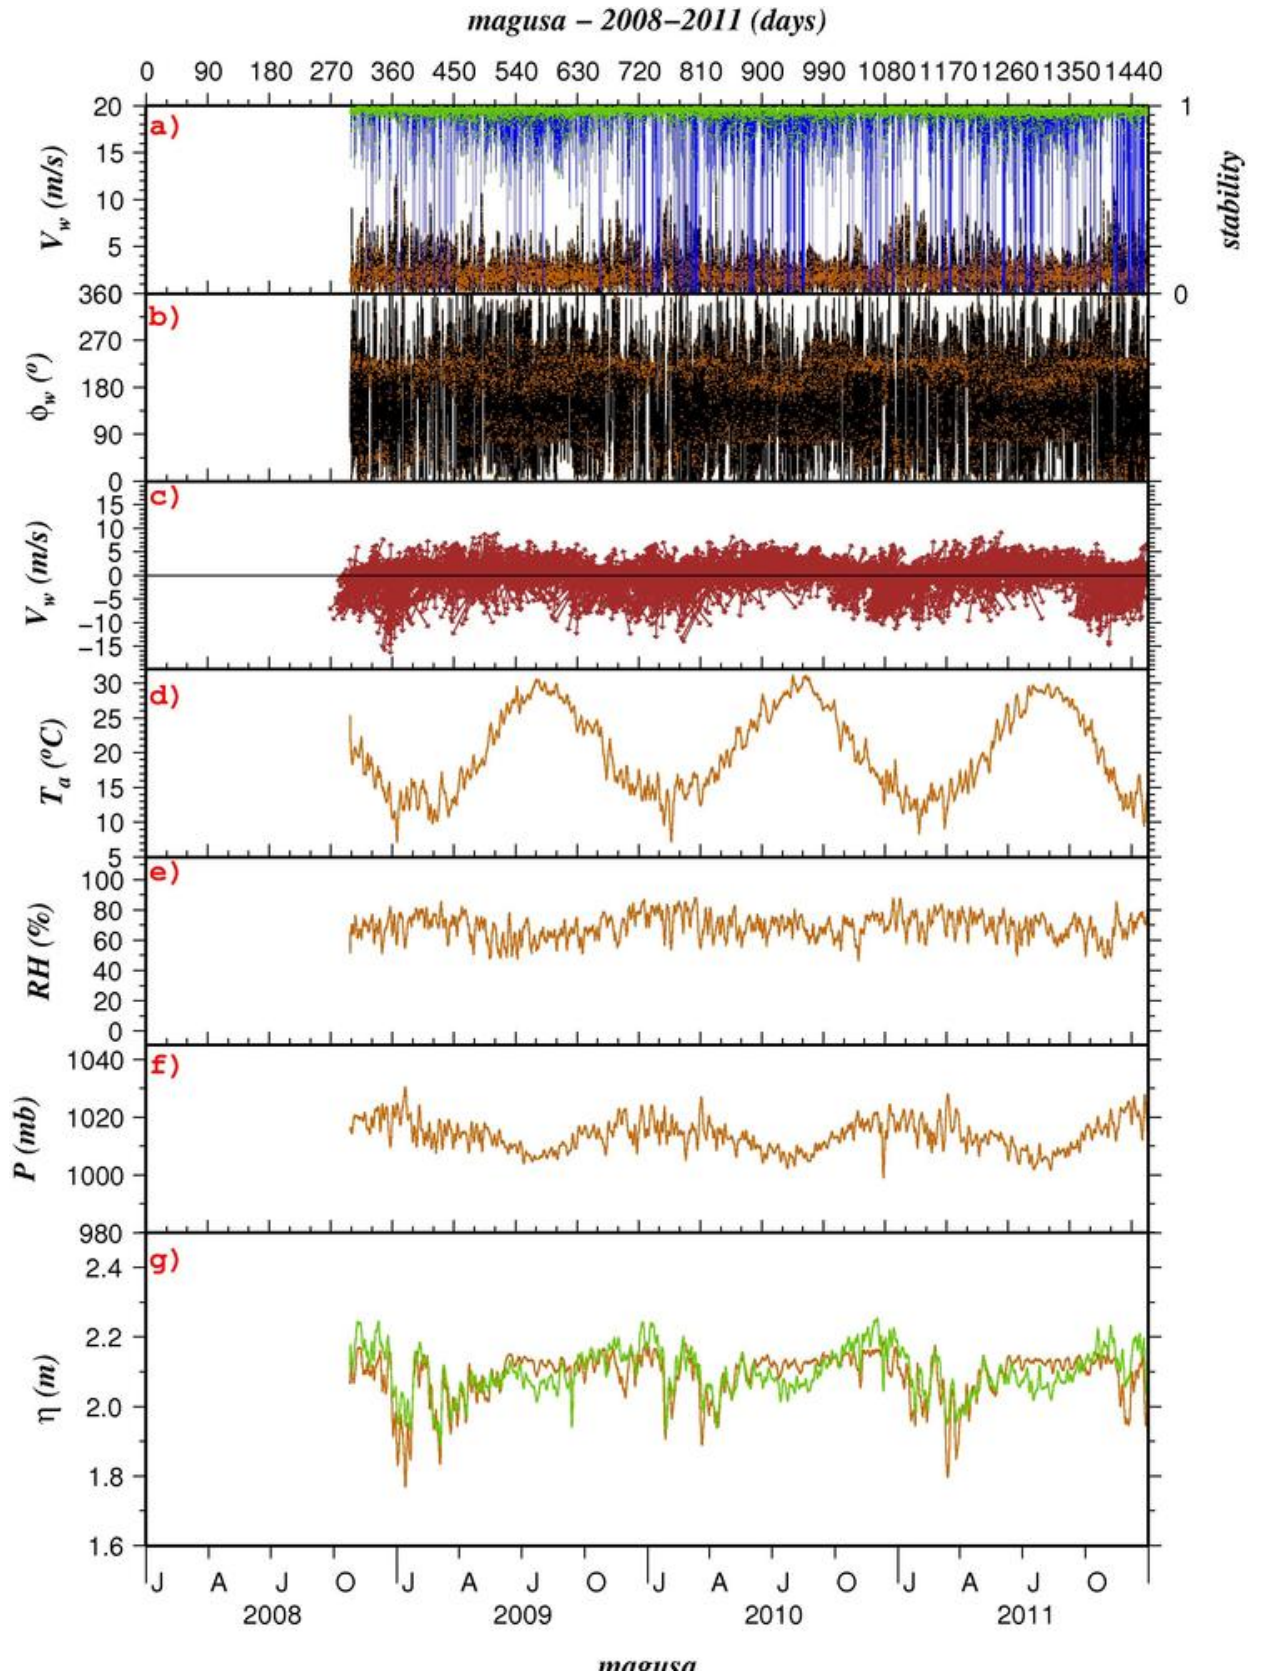 magusa – 2008–2011 (days)
0 90 180 270 360 450 540 630 720 810 900 990 1080 1170 1260 1350 1440
a)
20
15
10
5
V_w (m/s)
1
0
stability
b)
360
270
180
90
0
ϕ_w (º)
c)
15
10
5
0
−5
−10
−15
V_w (m/s)
d)
30
25
20
15
10
5
T_a (ºC)
e)
100
80
60
40
20
0
RH (%)
f)
1040
1020
1000
980
P (mb)
g)
2.4
2.2
2.0
1.8
1.6
η (m)
J A J O J A J O J A J O J A J O
2008 2009 2010 2011
magusa